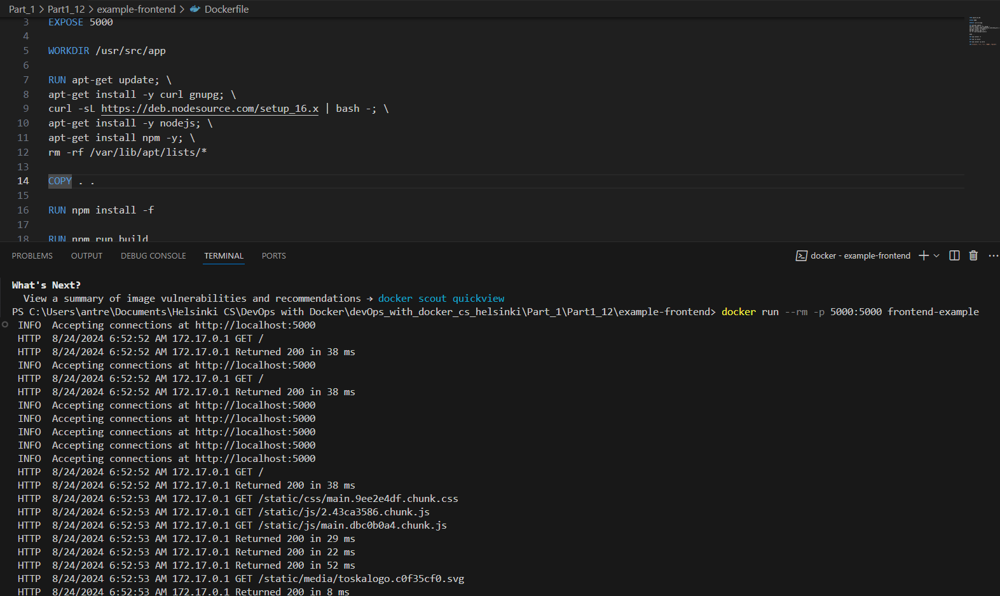 Part_1 > Part1_12 > example-frontend > Dockerfile
3 EXPOSE 5000
4
5 WORKDIR /usr/src/app
6
7 RUN apt-get update; \
8 apt-get install -y curl gnupg; \
9 curl -sL https://deb.nodesource.com/setup_16.x | bash -; \
10 apt-get install -y nodejs; \
11 apt-get install npm -y; \
12 rm -rf /var/lib/apt/lists/*
13
14 COPY . .
15
16 RUN npm install -f
17
18 RUN npm run build
PROBLEMS OUTPUT DEBUG CONSOLE TERMINAL PORTS docker - example-frontend
What's Next?
View a summary of image vulnerabilities and recommendations → docker scout quickview
PS C:\Users\antre\Documents\Helsinki CS\DevOps with Docker\devOps_with_docker_cs_helsinki\Part_1\Part1_12\example-frontend> docker run --rm -p 5000:5000 frontend-example
INFO Accepting connections at http://localhost:5000
HTTP 8/24/2024 6:52:52 AM 172.17.0.1 GET /
HTTP 8/24/2024 6:52:52 AM 172.17.0.1 Returned 200 in 38 ms
INFO Accepting connections at http://localhost:5000
HTTP 8/24/2024 6:52:52 AM 172.17.0.1 GET /
HTTP 8/24/2024 6:52:52 AM 172.17.0.1 Returned 200 in 38 ms
INFO Accepting connections at http://localhost:5000
INFO Accepting connections at http://localhost:5000
INFO Accepting connections at http://localhost:5000
INFO Accepting connections at http://localhost:5000
INFO Accepting connections at http://localhost:5000
HTTP 8/24/2024 6:52:52 AM 172.17.0.1 GET /
HTTP 8/24/2024 6:52:52 AM 172.17.0.1 Returned 200 in 38 ms
HTTP 8/24/2024 6:52:53 AM 172.17.0.1 GET /static/css/main.9ee2e4df.chunk.css
HTTP 8/24/2024 6:52:53 AM 172.17.0.1 GET /static/js/2.43ca3586.chunk.js
HTTP 8/24/2024 6:52:53 AM 172.17.0.1 GET /static/js/main.dbc0b0a4.chunk.js
HTTP 8/24/2024 6:52:53 AM 172.17.0.1 Returned 200 in 29 ms
HTTP 8/24/2024 6:52:53 AM 172.17.0.1 Returned 200 in 22 ms
HTTP 8/24/2024 6:52:53 AM 172.17.0.1 Returned 200 in 52 ms
HTTP 8/24/2024 6:52:53 AM 172.17.0.1 GET /static/media/toskalogo.c0f35cf0.svg
HTTP 8/24/2024 6:52:53 AM 172.17.0.1 Returned 200 in 8 ms